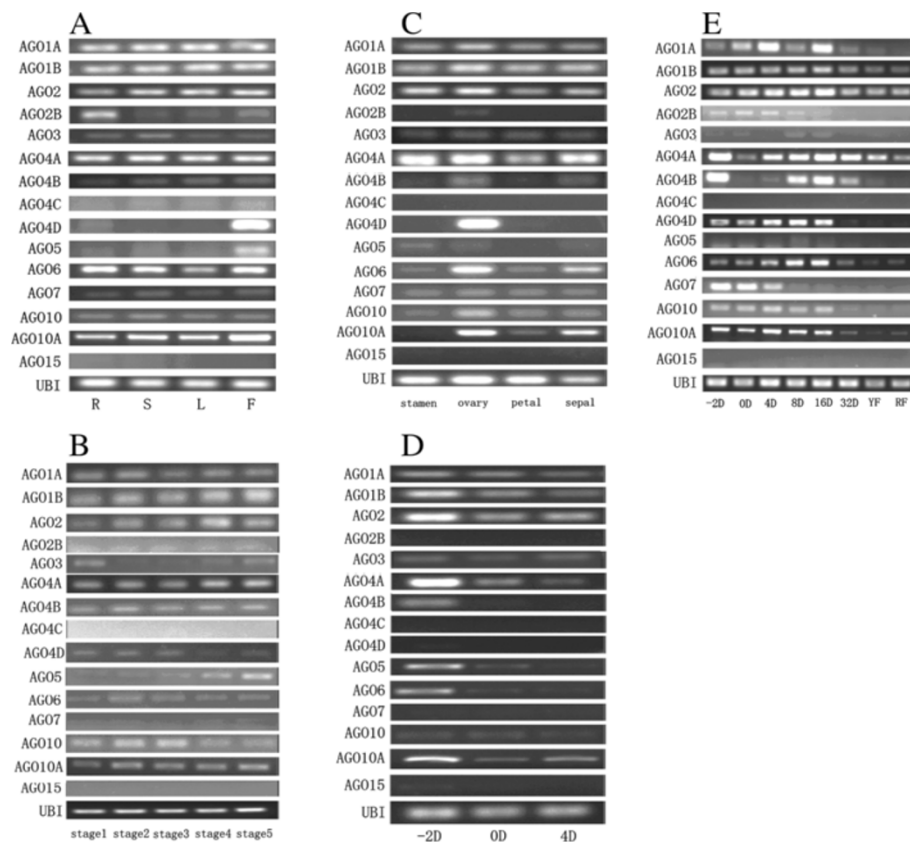 A
AGO1A
AGO1B
AGO2
AGO2B
AGO3
AGO4A
AGO4B
AGO4C
AGO4D
AGO5
AGO6
AGO7
AGO10
AGO10A
AGO15
UBI
R S L F
B
AGO1A
AGO1B
AGO2
AGO2B
AGO3
AGO4A
AGO4B
AGO4C
AGO4D
AGO5
AGO6
AGO7
AGO10
AGO10A
AGO15
UBI
stage1 stage2 stage3 stage4 stage5
C
AGO1A
AGO1B
AGO2
AGO2B
AGO3
AGO4A
AGO4B
AGO4C
AGO4D
AGO5
AGO6
AGO7
AGO10
AGO10A
AGO15
UBI
stamen ovary petal sepal
D
AGO1A
AGO1B
AGO2
AGO2B
AGO3
AGO4A
AGO4B
AGO4C
AGO4D
AGO5
AGO6
AGO7
AGO10
AGO10A
AGO15
UBI
-2D 0D 4D
E
AGO1A
AGO1B
AGO2
AGO2B
AGO3
AGO4A
AGO4B
AGO4C
AGO4D
AGO5
AGO6
AGO7
AGO10
AGO10A
AGO15
UBI
-2D 0D 4D 8D 16D 32D YF RF